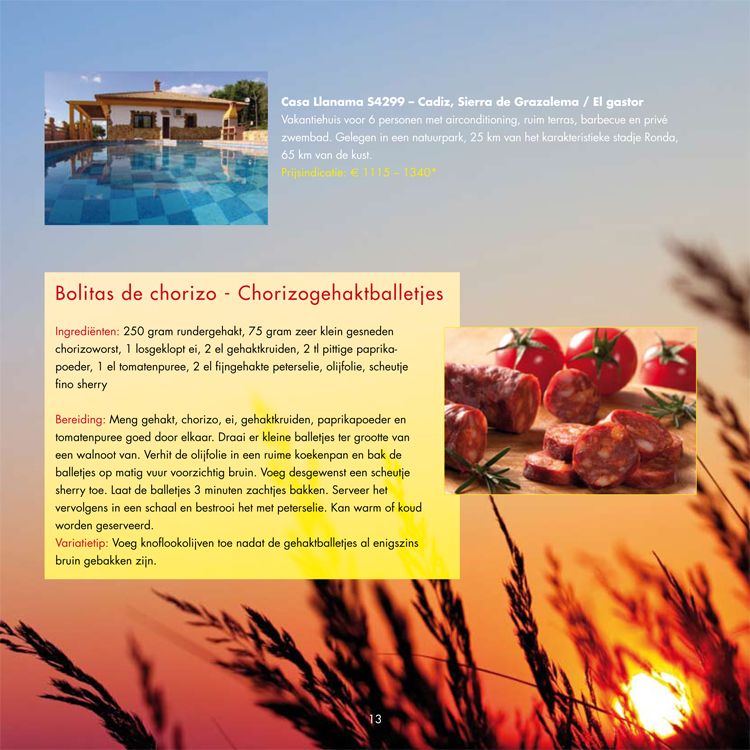 Casa Llanama S4299 – Cadiz, Sierra de Grazalema / El gastor
Vakantiehuis voor 6 personen met airconditioning, ruim terras, barbecue en privé
zwembad. Gelegen in een natuurpark, 25 km van het karakteristieke stadje Ronda,
65 km van de kust.
Prijsindicatie: € 1115 – 1340*
Bolitas de chorizo - Chorizogehaktballetjes
Ingrediënten: 250 gram rundergehakt, 75 gram zeer klein gesneden
chorizoworst, 1 losgeklopt ei, 2 el gehaktkruiden, 2 tl pittige paprika-
poeder, 1 el tomatenpuree, 2 el fijngehakte peterselie, olijfolie, scheutje
fino sherry
Bereiding: Meng gehakt, chorizo, ei, gehaktkruiden, paprikapoeder en
tomatenpuree goed door elkaar. Draai er kleine balletjes ter grootte van
een walnoot van. Verhit de olijfolie in een ruime koekenpan en bak de
balletjes op matig vuur voorzichtig bruin. Voeg desgewenst een scheutje
sherry toe. Laat de balletjes 3 minuten zachtjes bakken. Serveer het
vervolgens in een schaal en bestrooi het met peterselie. Kan warm of koud
worden geserveerd.
Variatietip: Voeg knoflookolijven toe nadat de gehaktballetjes al enigszins
bruin gebakken zijn.
13